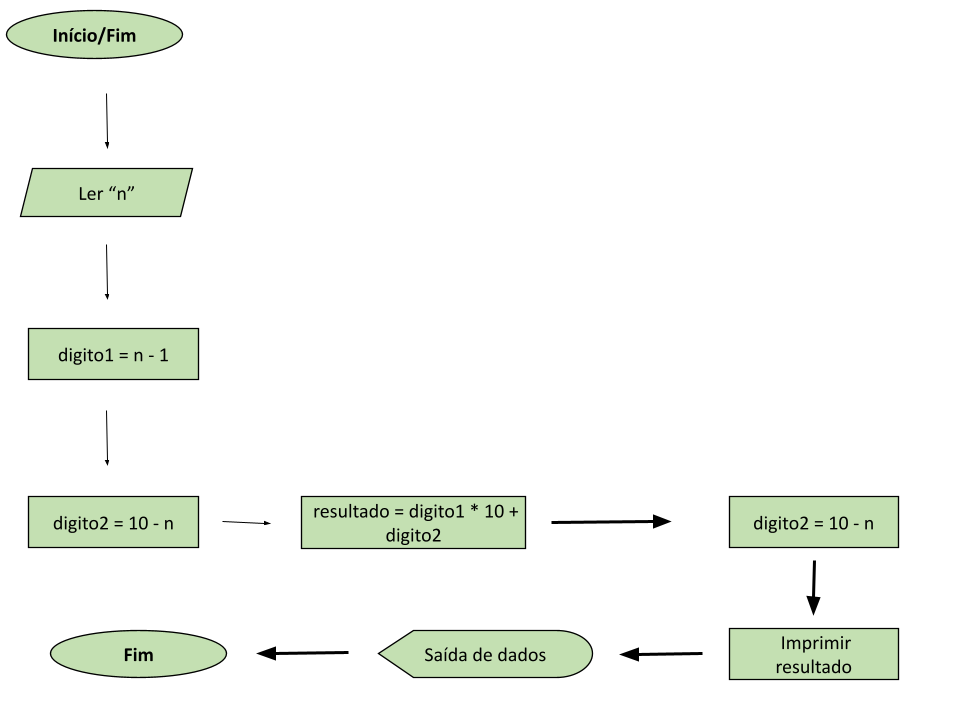 Início/Fim
Ler “n”
digito1 = n - 1
digito2 = 10 - n
resultado = digito1 * 10 +
digito2
digito2 = 10 - n
Imprimir
resultado
Saída de dados
Fim